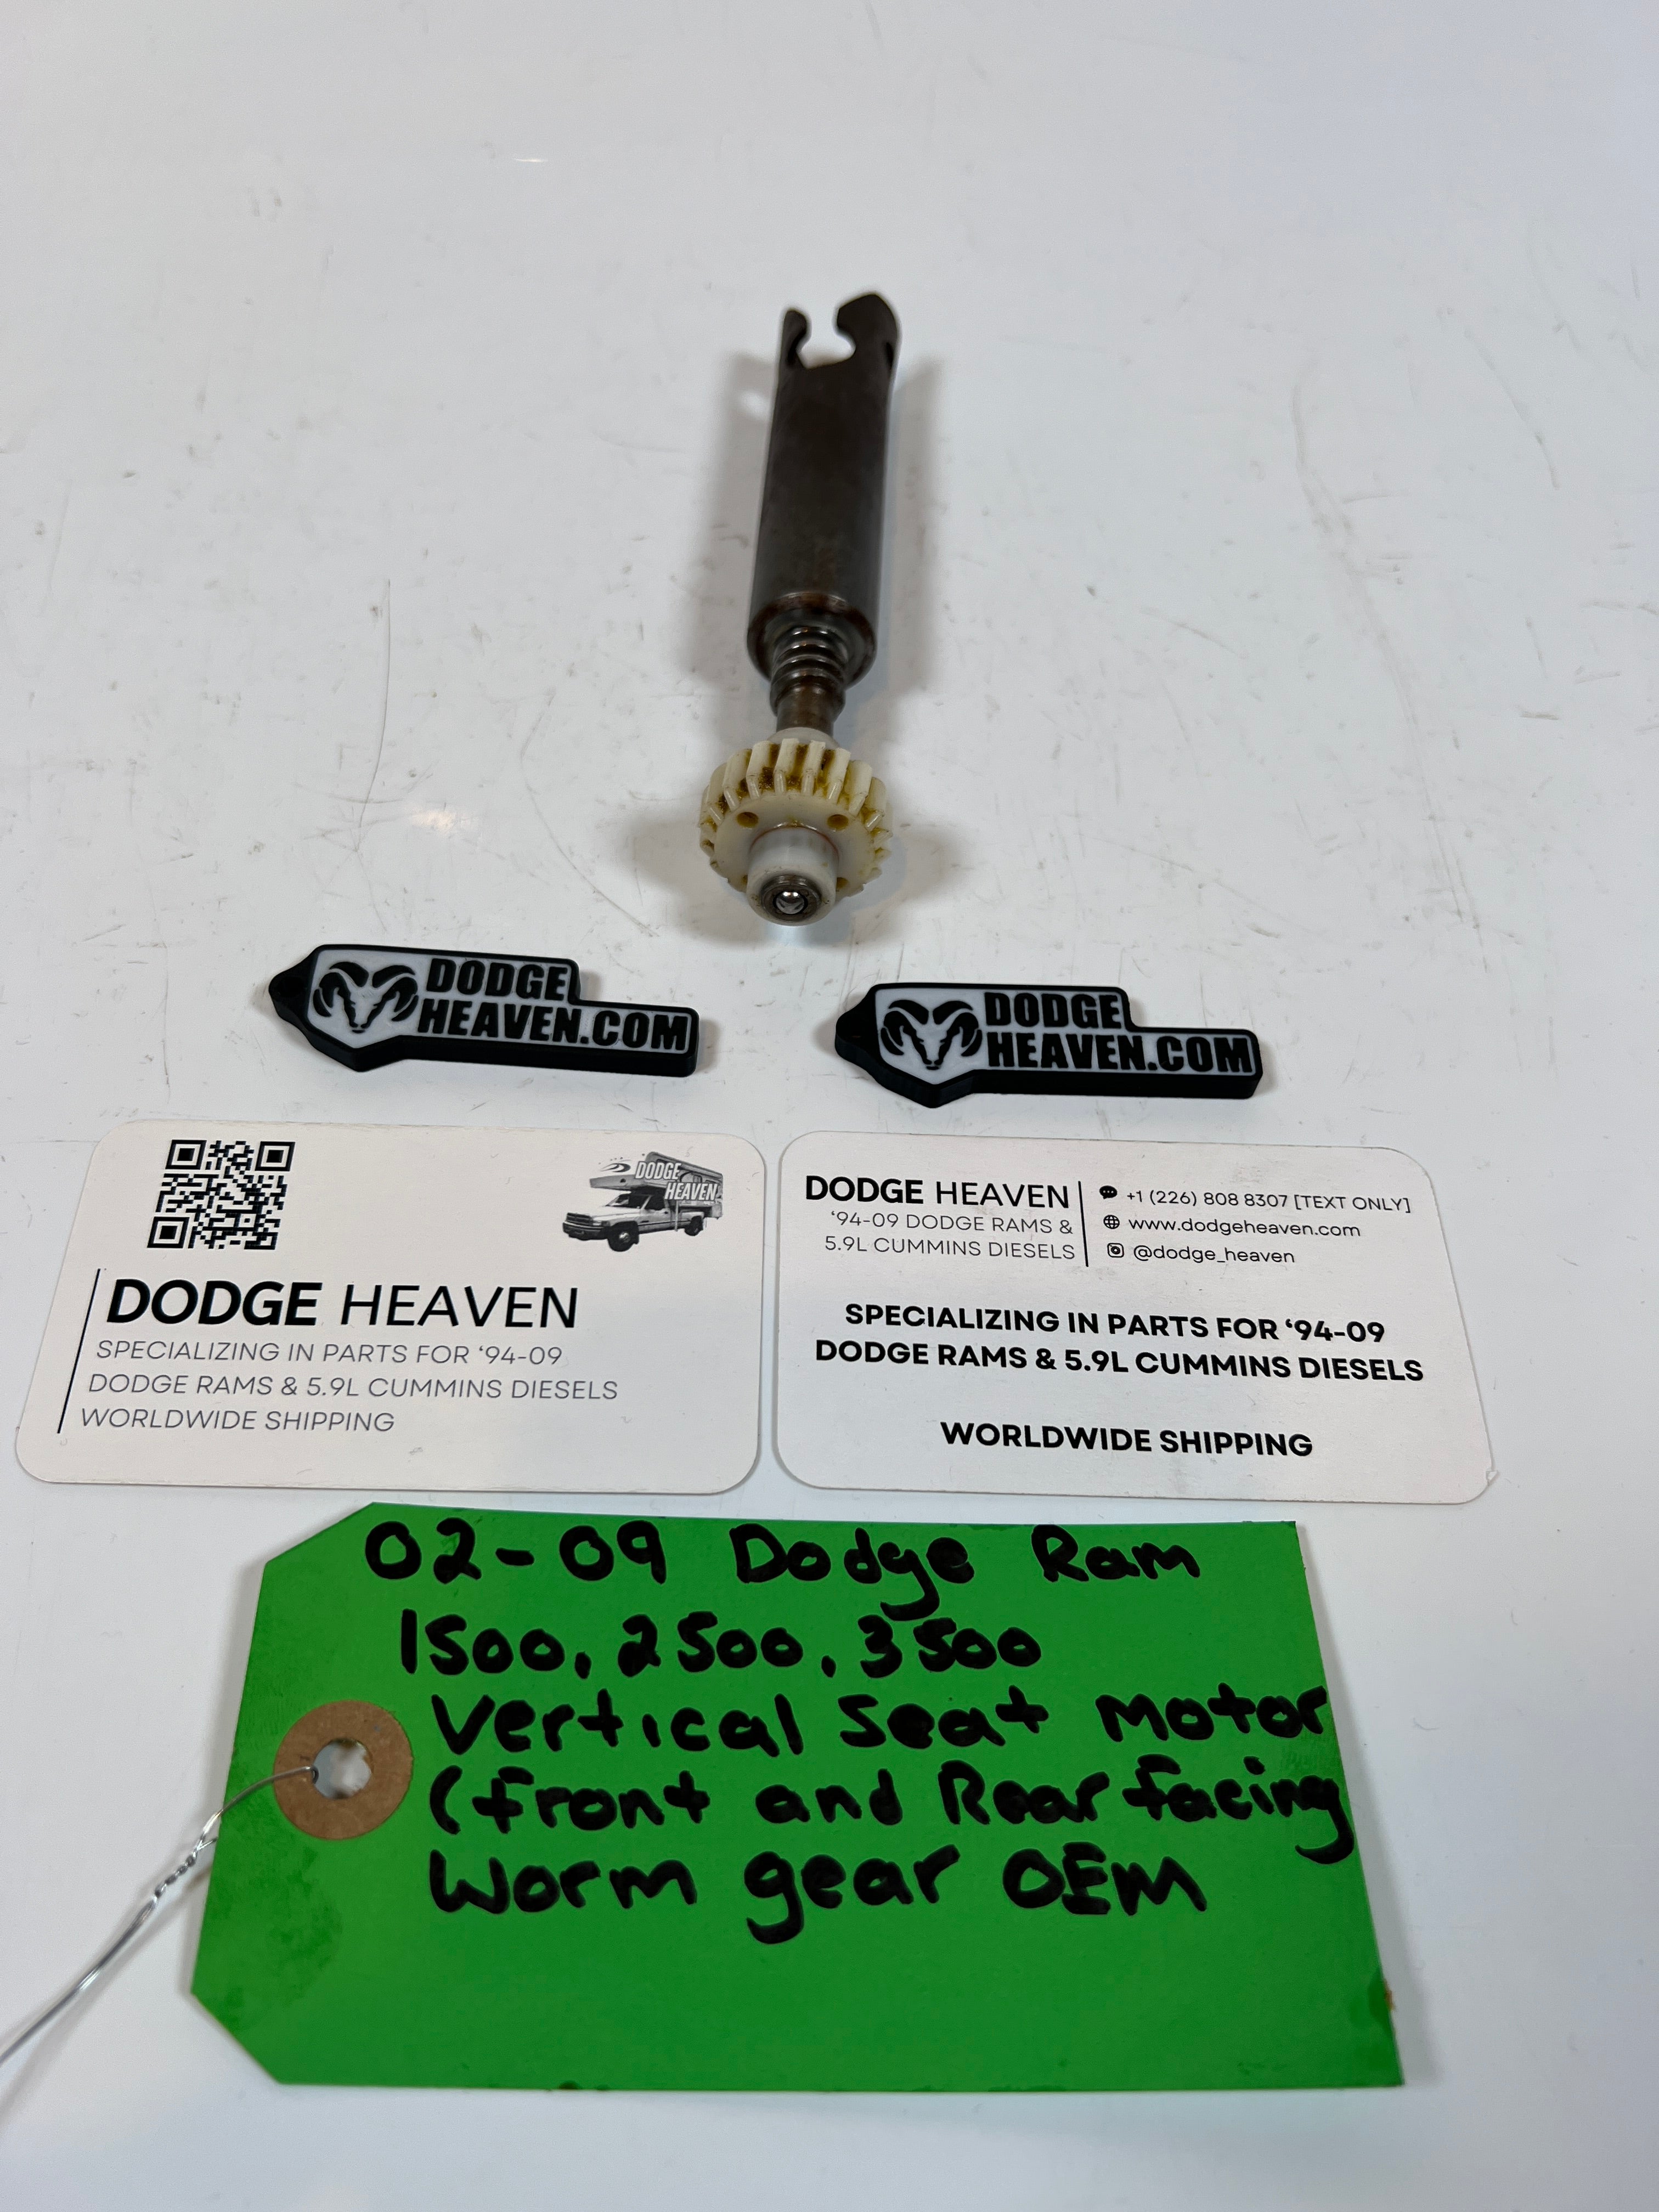 DODGE
HEAVEN.COM
DODGE
HEAVEN.COM
DODGE
HEAVEN
DODGE HEAVEN
SPECIALIZING IN PARTS FOR ‘94-09
DODGE RAMS & 5.9L CUMMINS DIESELS
WORLDWIDE SHIPPING
DODGE HEAVEN
‘94-09 DODGE RAMS &
5.9L CUMMINS DIESELS
+1 (226) 808 8307 [TEXT ONLY]
www.dodgeheaven.com
@dodge_heaven
SPECIALIZING IN PARTS FOR ‘94-09
DODGE RAMS & 5.9L CUMMINS DIESELS
WORLDWIDE SHIPPING
02-09 Dodge Ram
1500, 2500, 3500
Vertical Seat Motor
(front and Rear facing
Worm gear OEM